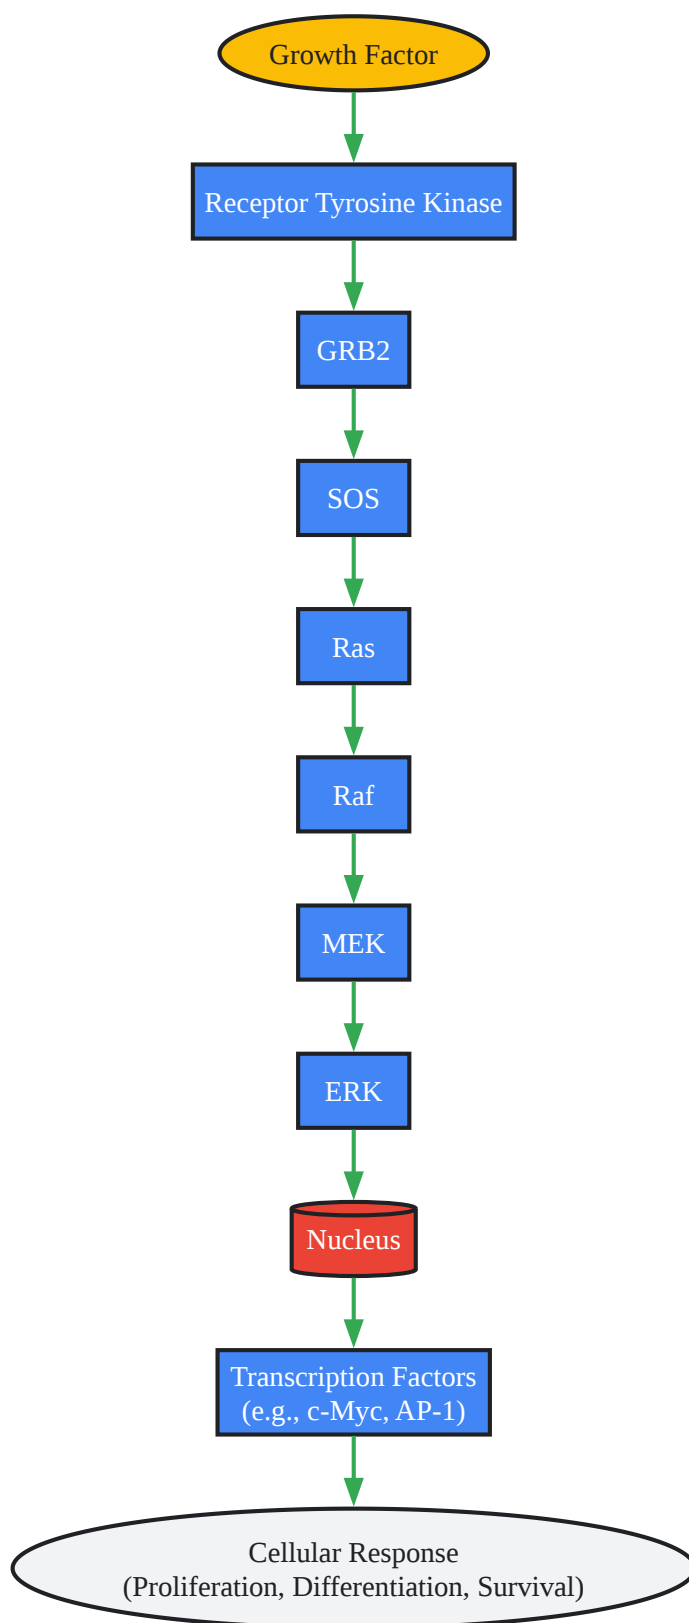 Growth Factor
Receptor Tyrosine Kinase
GRB2
SOS
Ras
Raf
MEK
ERK
Nucleus
Transcription Factors
(e.g., c-Myc, AP-1)
Cellular Response
(Proliferation, Differentiation, Survival)